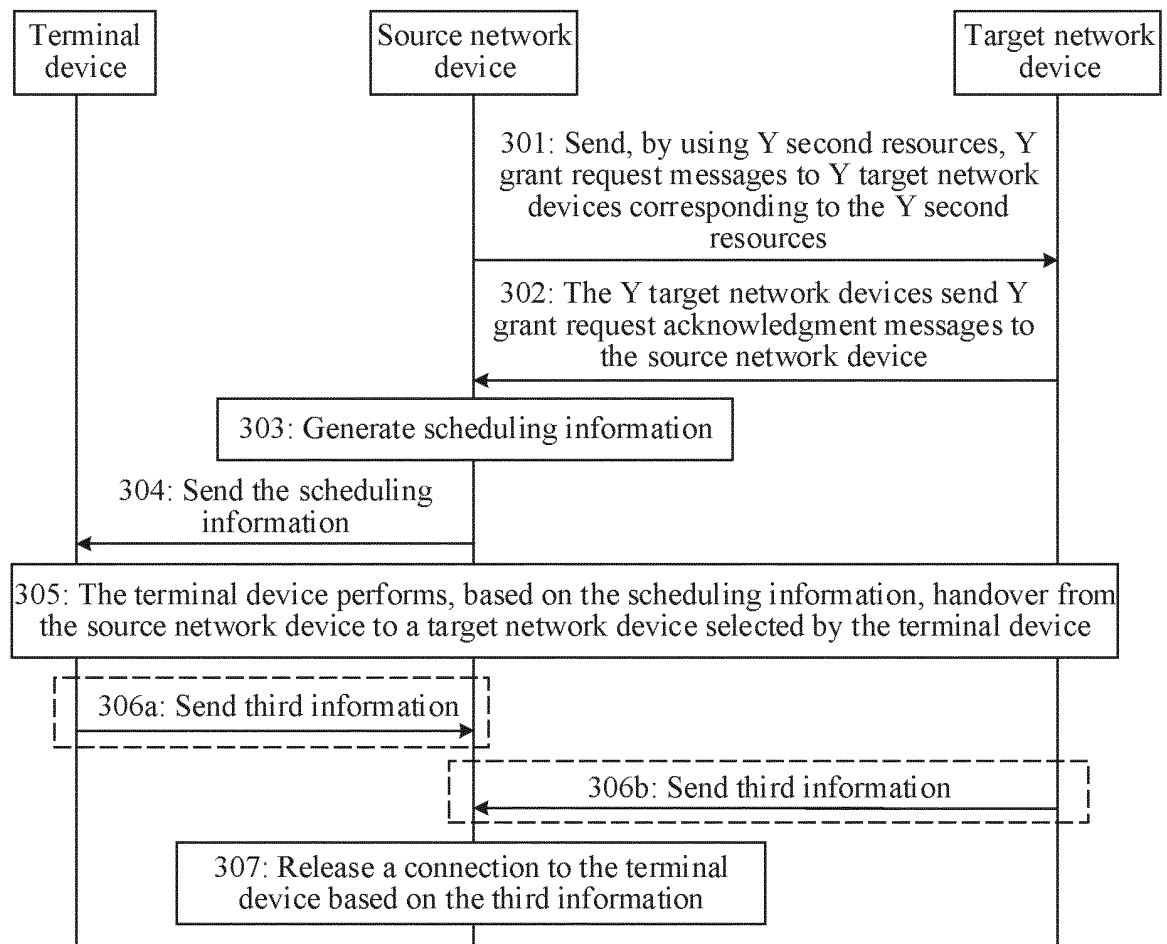 Terminal
device
Source network
device
Target network
device
301: Send, by using Y second resources, Y
grant request messages to Y target network
devices corresponding to the Y second
resources
302: The Y target network devices send Y
grant request acknowledgment messages to
the source network device
303: Generate scheduling information
304: Send the scheduling
information
305: The terminal device performs, based on the scheduling information, handover from
the source network device to a target network device selected by the terminal device
306a: Send third information
306b: Send third information
307: Release a connection to the terminal
device based on the third information